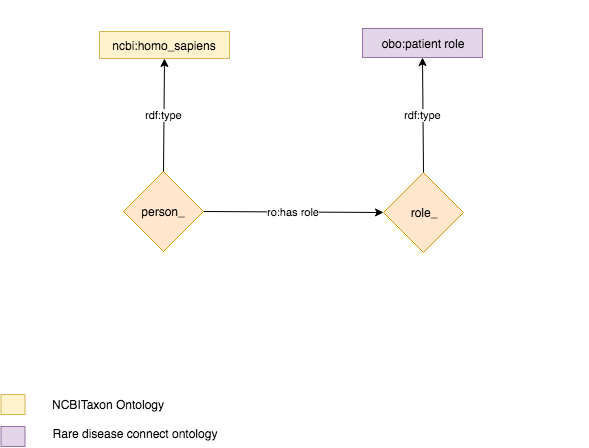 ncbi:homo_sapiens
obo:patient role
rdf:type
rdf:type
person_
ro:has role
role_
NCBITaxon Ontology
Rare disease connect ontology